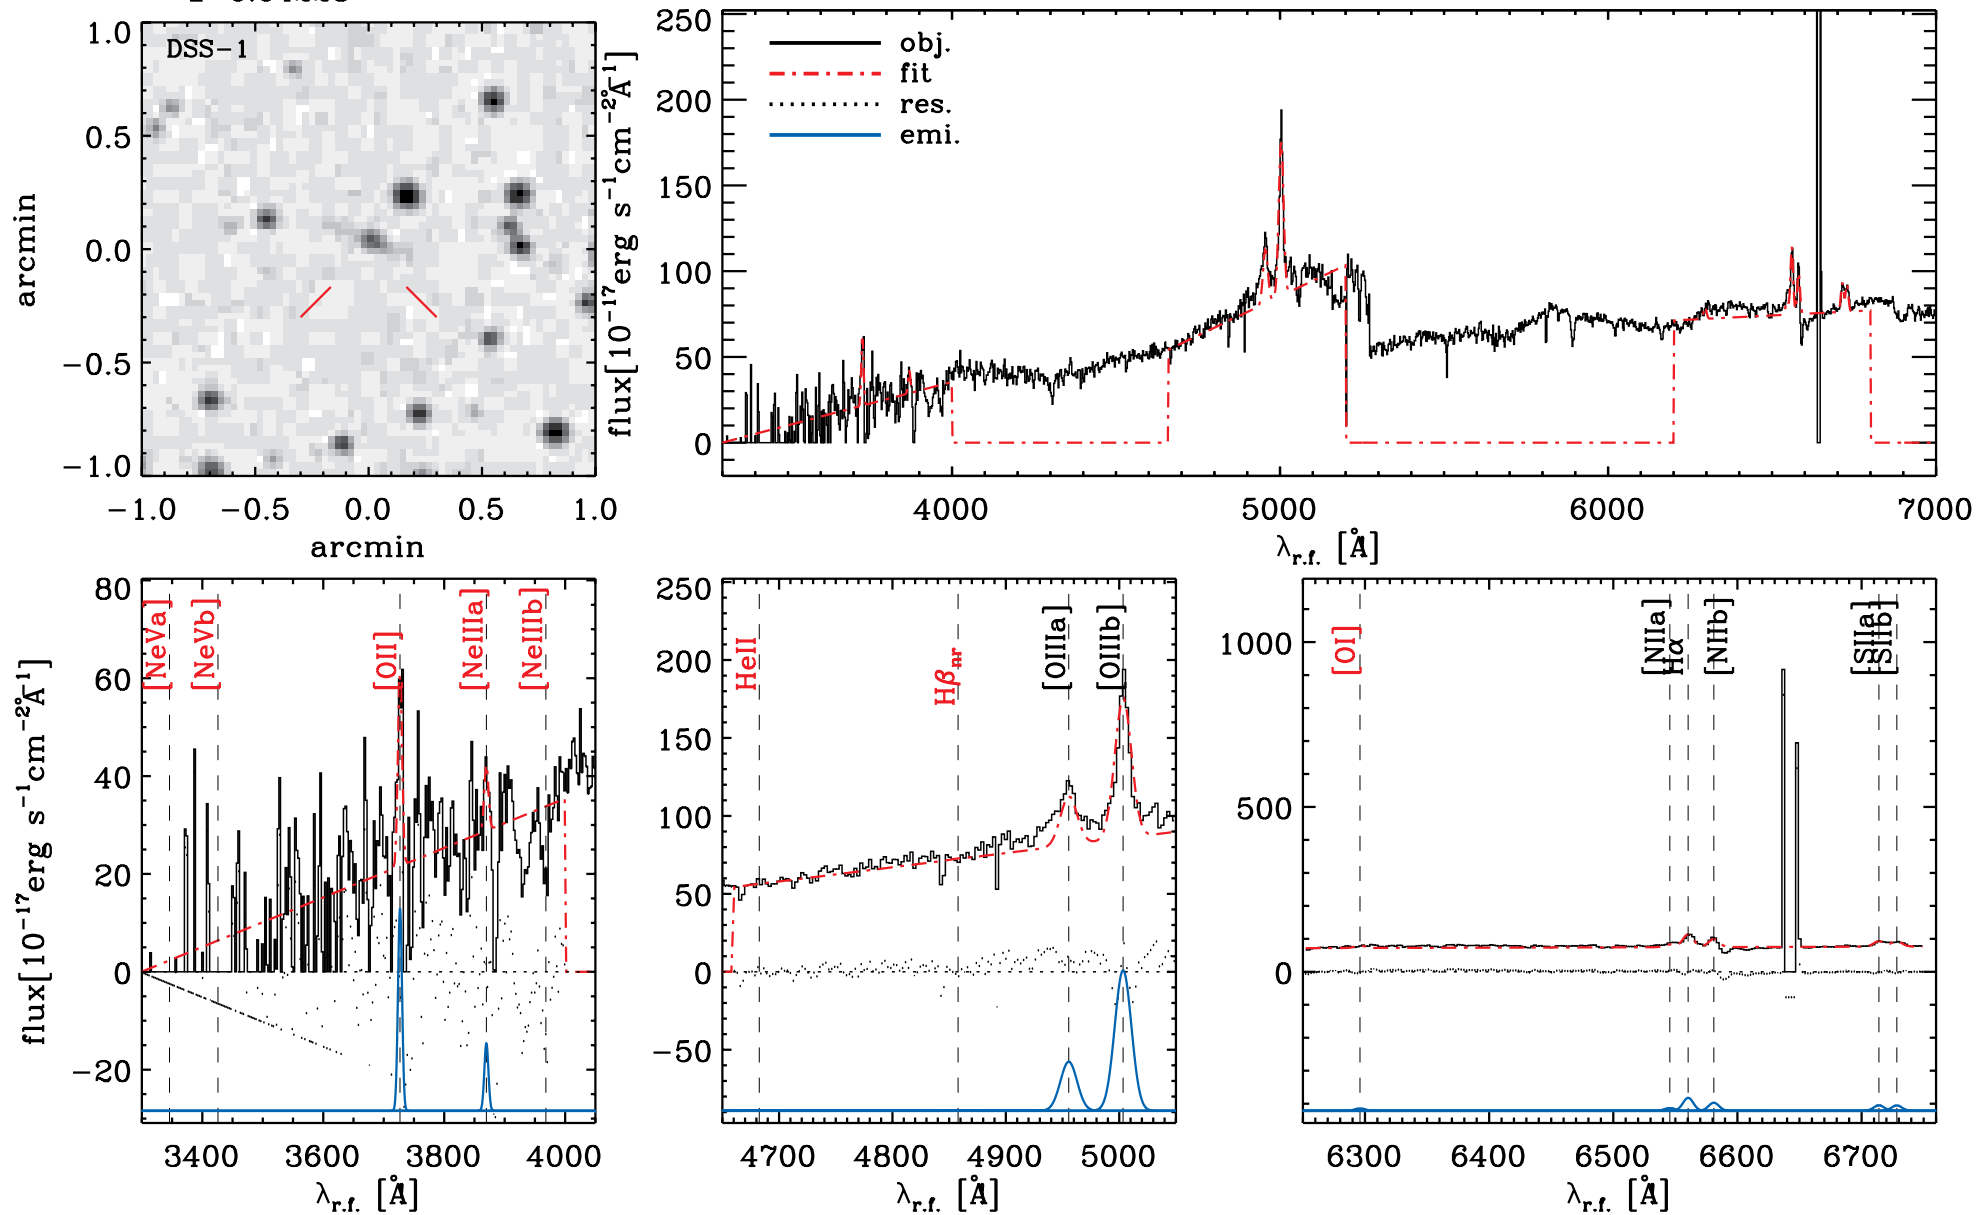 DSS-1
1.0
0.5
0.0
-0.5
-1.0
-1.0 -0.5 0.0 0.5 1.0
arcmin
arcmin
flux[10⁻¹⁷erg s⁻¹cm⁻²Å⁻¹]
250
200
150
100
50
0
obj.
fit
res.
emi.
4000 5000 6000 7000
λr.f. [Å]
flux[10⁻¹⁷erg s⁻¹cm⁻²Å⁻¹]
80
60
40
20
0
-20
[NeVa] [NeVb] [OII] [NeIIIa] [NeIIIb]
3400 3600 3800 4000
λr.f. [Å]
250
200
150
100
50
0
-50
HeII Hβnr [OIIIa] [OIIIb]
4700 4800 4900 5000
λr.f. [Å]
1000
500
0
[OI] [NIIa] Hα [NIIb] [SIIa] [SIIb]
6300 6400 6500 6600 6700
λr.f. [Å]